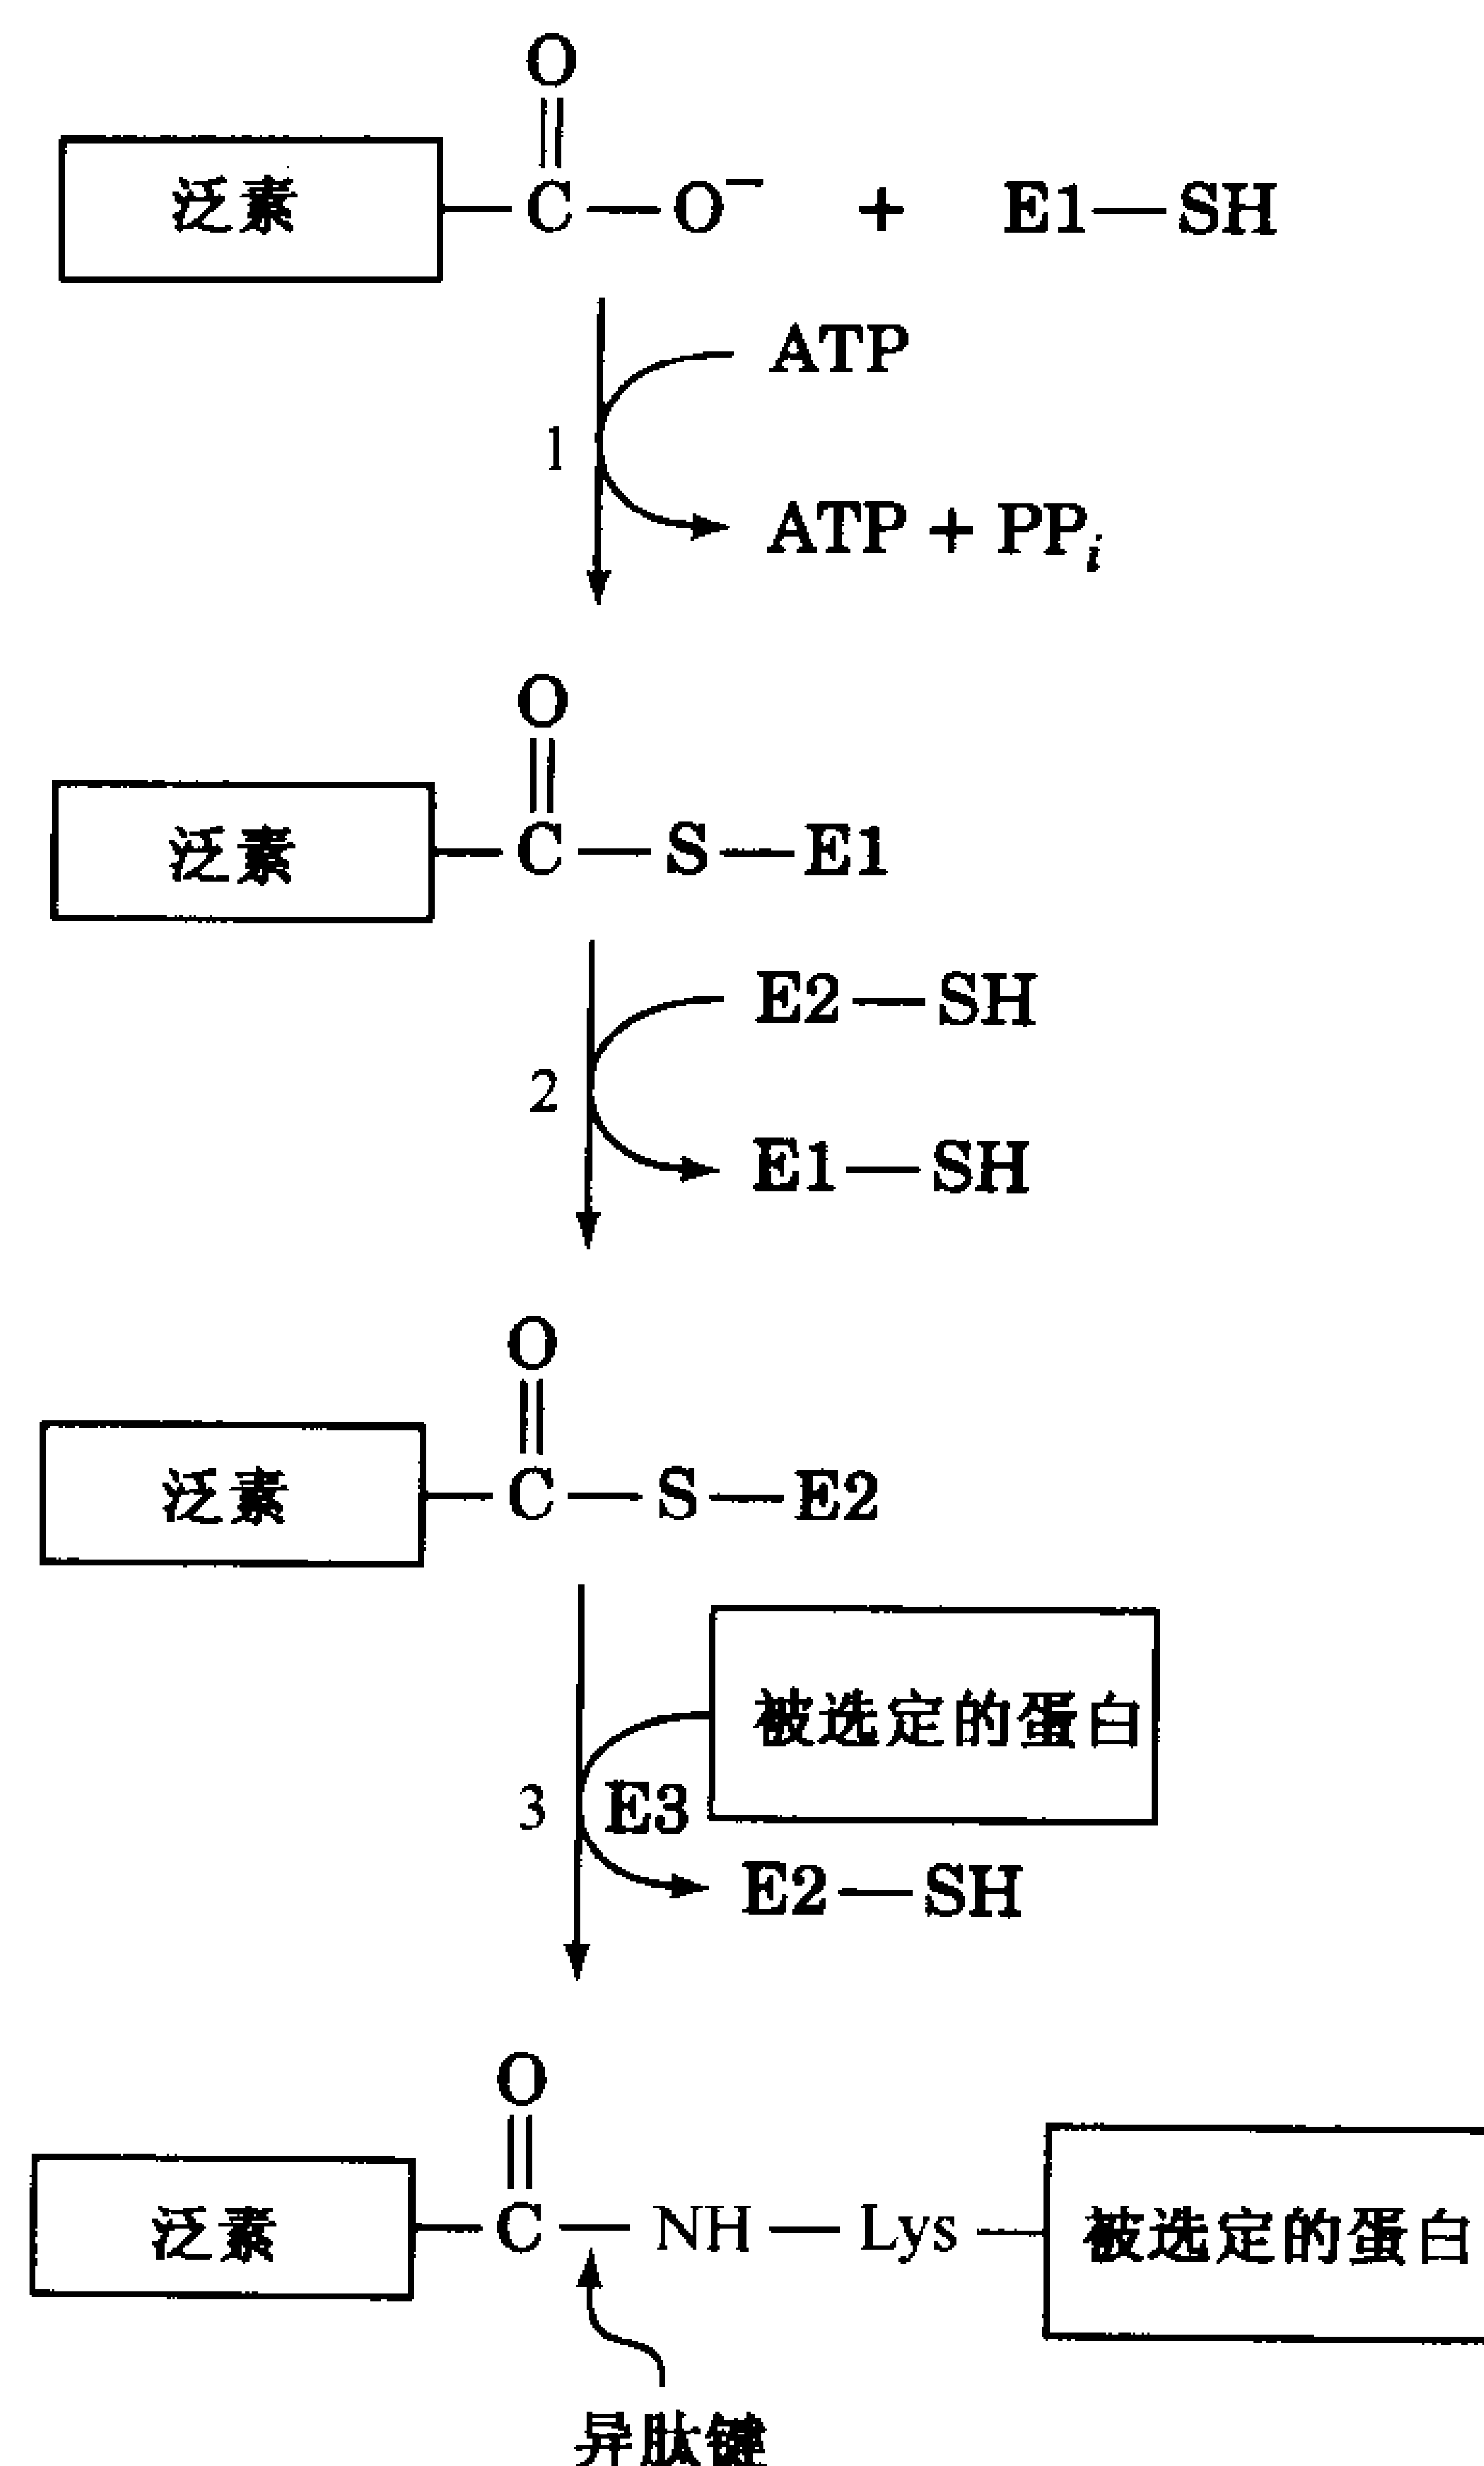 O
泛素 C O⁻ + E1 SH
ATP
1
ATP + PPi
O
泛素 C S E1
E2 SH
2
E1 SH
O
泛素 C S E2
被选定的蛋白
3 E3
E2 SH
O
泛素 C NH Lys 被选定的蛋白
异肽键